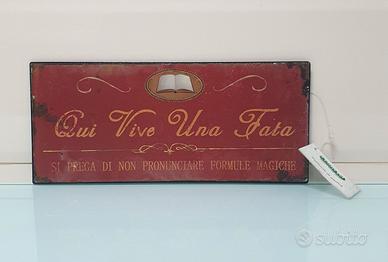 Qui Vive Una Fata
SI PREGA DI NON PRONUNCIARE FORMULE MAGICHE
subito